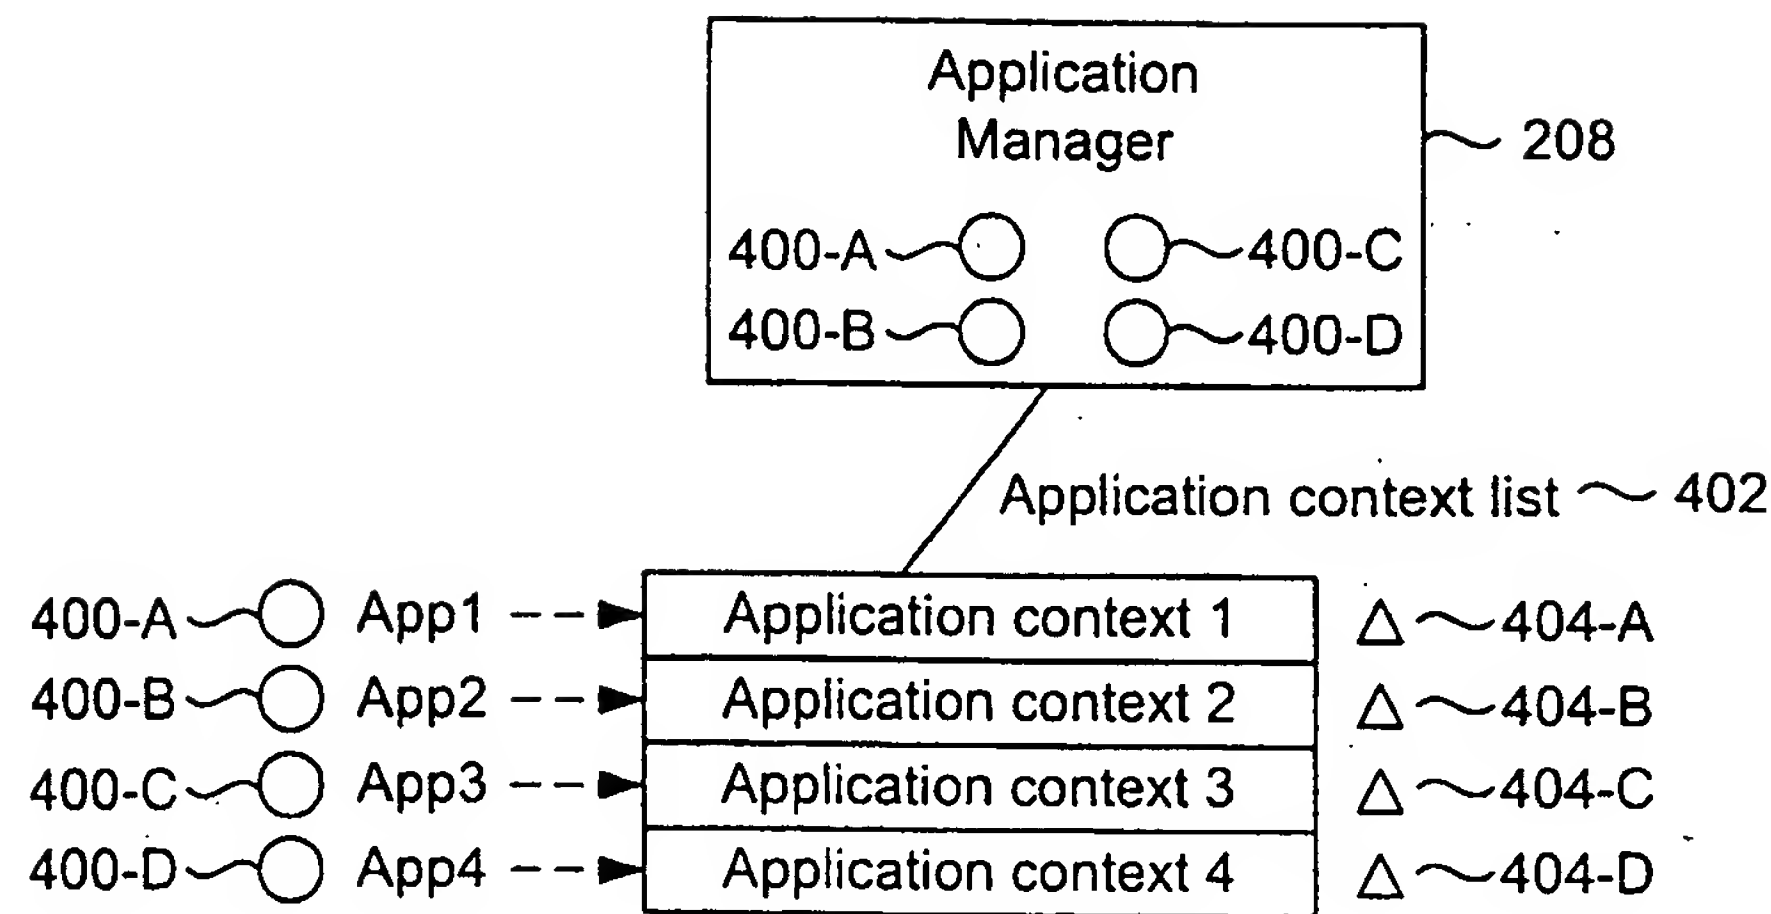 Application
Manager
208
400-A 400-C
400-B 400-D
Application context list 402
400-A App1 Application context 1 404-A
400-B App2 Application context 2 404-B
400-C App3 Application context 3 404-C
400-D App4 Application context 4 404-D